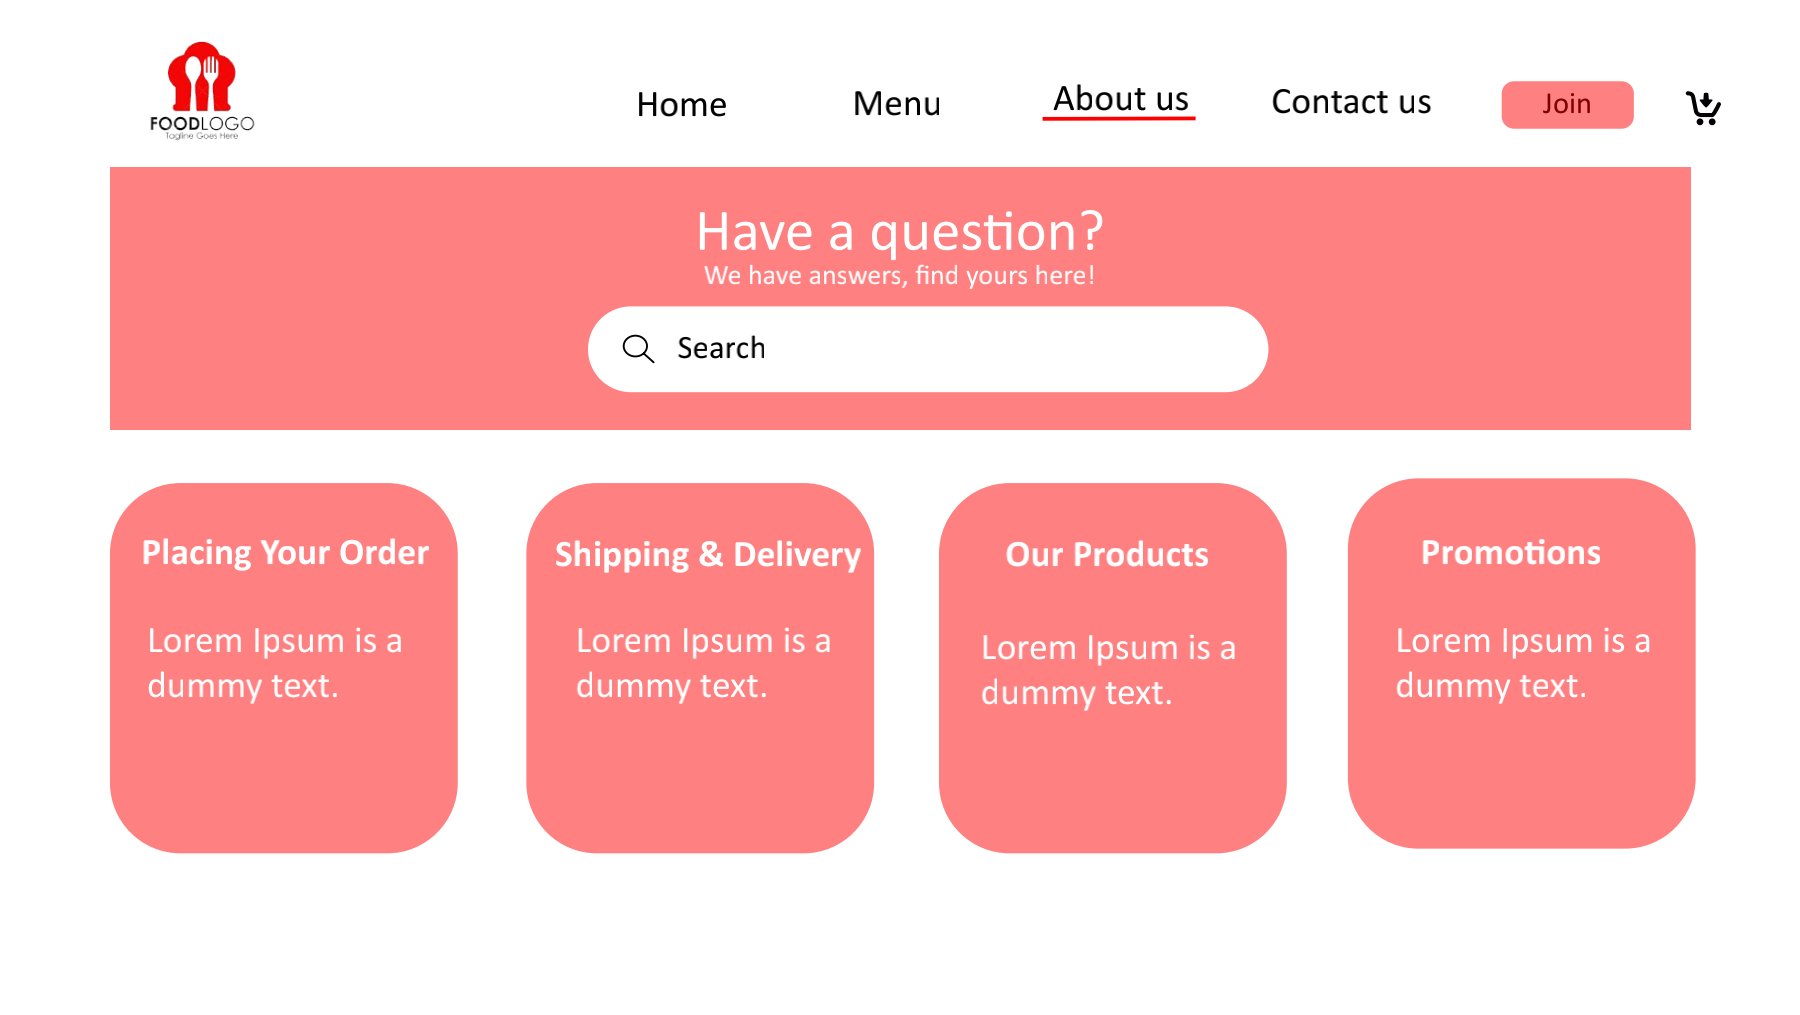 FOODLOGO
Tagline Goes Here
Home
Menu
About us
Contact us
Join
Have a question?
We have answers, find yours here!
Search
Placing Your Order
Lorem Ipsum is a
dummy text.
Shipping & Delivery
Lorem Ipsum is a
dummy text.
Our Products
Lorem Ipsum is a
dummy text.
Promotions
Lorem Ipsum is a
dummy text.